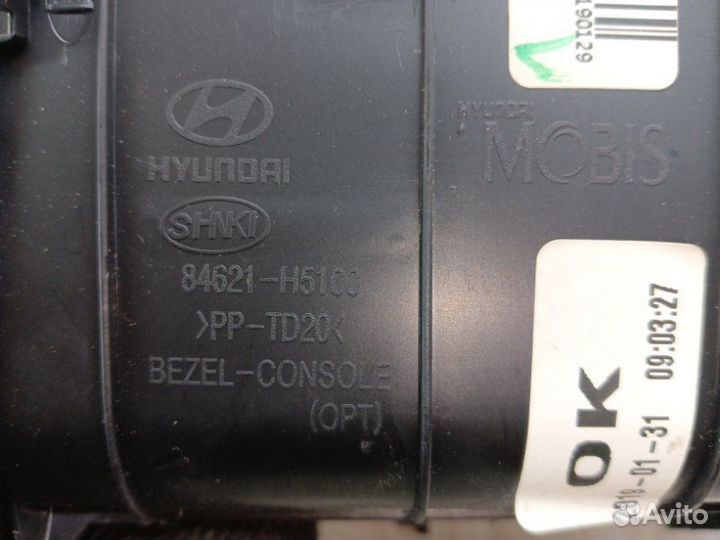 HYUNDAI
SHNKI
84621-H5100
>PP-TD20<
BEZEL-CONSOLE
(OPT)
HYUNDAI
MOBIS
190129
OK
2019-01-31 09:03:27
Avito